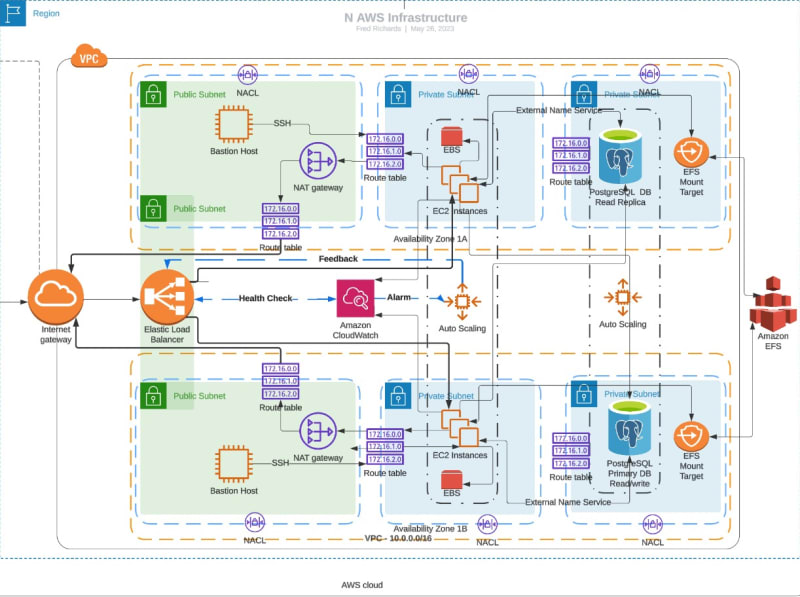 Region
N AWS Infrastructure
Fred Richards | May 26, 2023
VPC
NACL
NACL
NACL
Public Subnet
Private Subnet
Private Subnet
External Name Service
SSH
Bastion Host
172.16.0.0
172.16.1.0
172.16.2.0
Route table
EBS
172.16.0.0
172.16.1.0
172.16.2.0
Route table
EFS
Mount
Target
NAT gateway
PostgreSQL DB
Read Replica
Public Subnet
172.16.0.0
172.16.1.0
172.16.2.0
Route table
EC2 Instances
Availability Zone 1A
Feedback
Health Check
Alarm
Internet
gateway
Elastic Load
Balancer
Amazon
CloudWatch
Auto Scaling
Auto Scaling
Amazon
EFS
172.16.0.0
172.16.1.0
172.16.2.0
Route table
Public Subnet
Private Subnet
Private Subnet
NAT gateway
172.16.0.0
172.16.1.0
172.16.2.0
Route table
EC2 Instances
172.16.0.0
172.16.1.0
172.16.2.0
Route table
PostgreSQL
Primary DB
Read/write
EFS
Mount
Target
SSH
Bastion Host
EBS
External Name Service
NACL
Availability Zone 1B
NACL
NACL
VPC - 10.0.0.0/16
AWS cloud